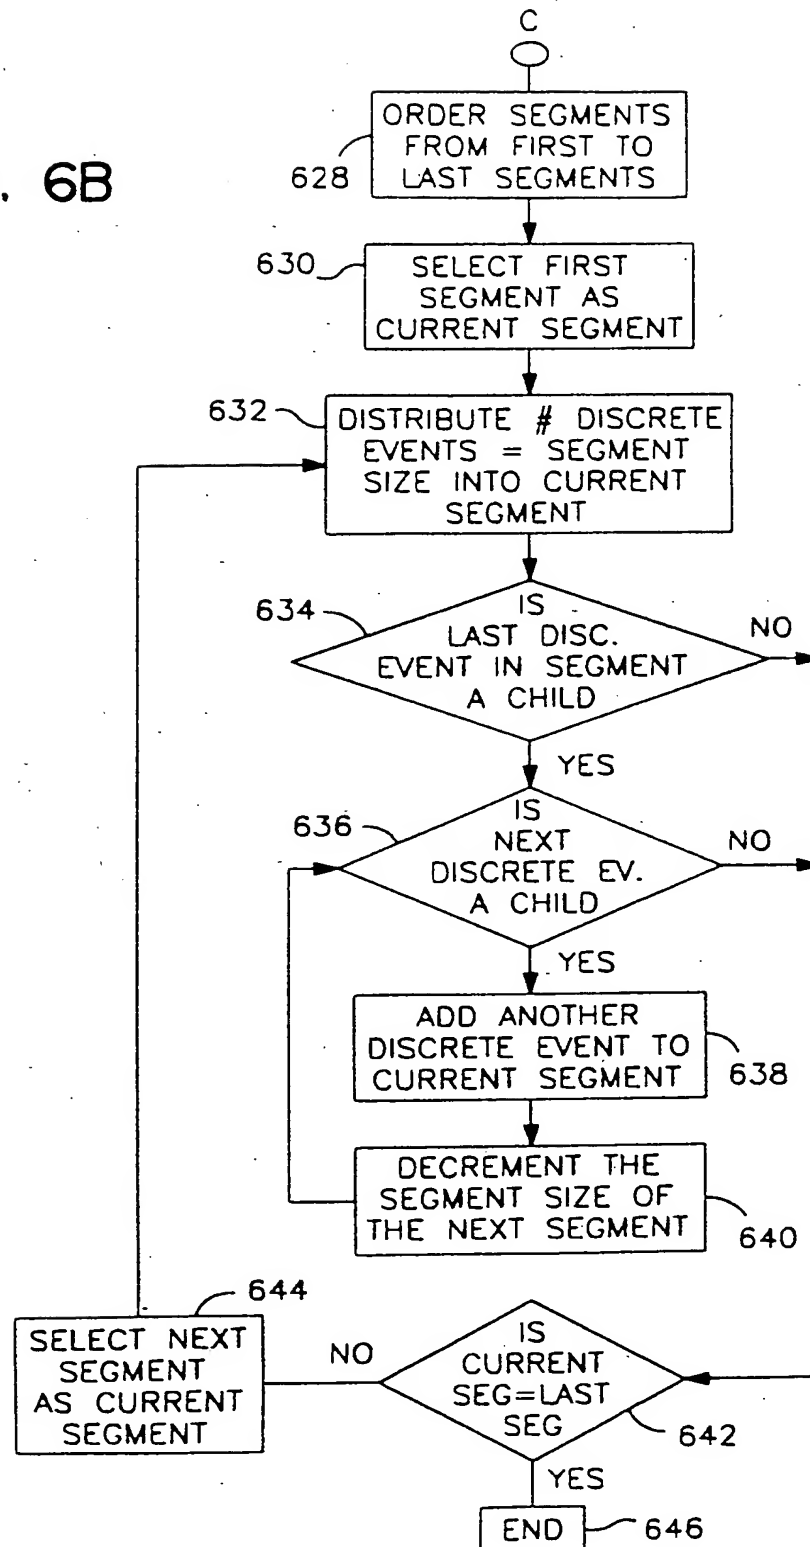 C
. 6B
ORDER SEGMENTS
FROM FIRST TO
LAST SEGMENTS
628
630
SELECT FIRST
SEGMENT AS
CURRENT SEGMENT
632
DISTRIBUTE # DISCRETE
EVENTS = SEGMENT
SIZE INTO CURRENT
SEGMENT
634
IS
LAST DISC.
EVENT IN SEGMENT
A CHILD
NO
YES
636
IS
NEXT
DISCRETE EV.
A CHILD
NO
YES
ADD ANOTHER
DISCRETE EVENT TO
CURRENT SEGMENT
638
DECREMENT THE
SEGMENT SIZE OF
THE NEXT SEGMENT
640
644
SELECT NEXT
SEGMENT
AS CURRENT
SEGMENT
NO
IS
CURRENT
SEG=LAST
SEG
642
YES
END
646